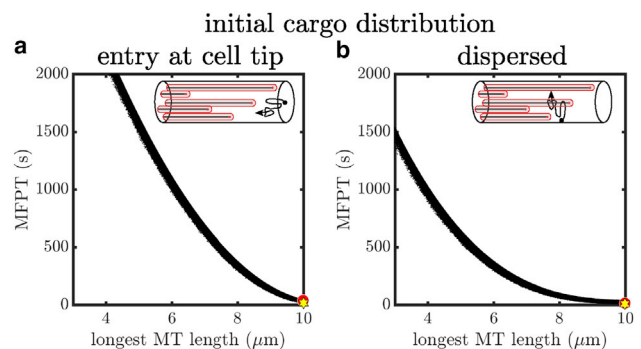 initial cargo distribution
a entry at cell tip
b dispersed
2000
1500
1000
500
0
MFPT (s)
4 6 8 10
longest MT length (μm)
2000
1500
1000
500
0
MFPT (s)
4 6 8 10
longest MT length (μm)